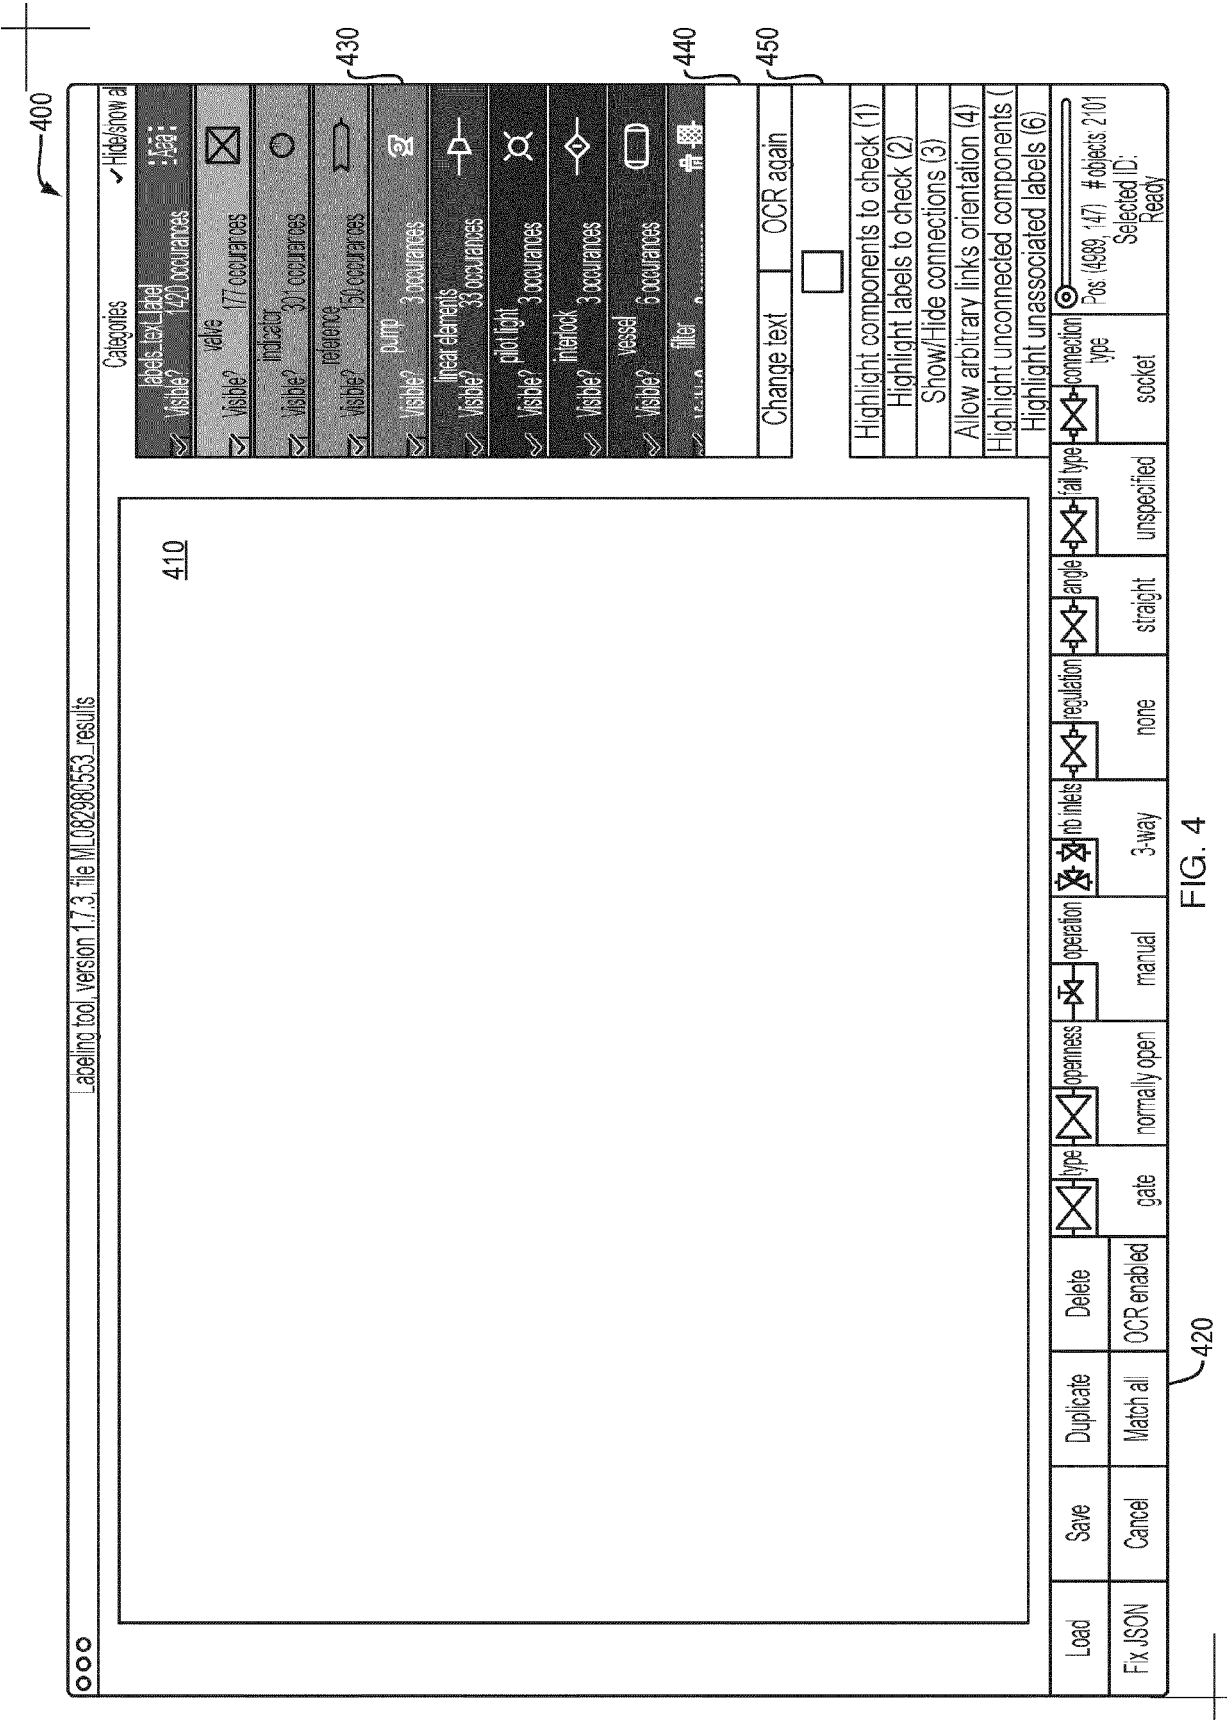 400
Labeling tool, version 1.7.3, file ML082980553_results
Categories
Hide/show al
labels_text_label
Visible? 1420 occurances
:Aaa:
valve
Visible? 177 occurances
indicator
Visible? 301 occurances
reference
Visible? 150 occurances
430
pump
Visible? 3 occurances
linear elements
Visible? 33 occurances
pilot light
Visible? 3 occurances
interlock
Visible? 3 occurances
vessel
Visible? 6 occurances
filter
410
440
Change text
OCR again
450
Highlight components to check (1)
Highlight labels to check (2)
Show/Hide connections (3)
Allow arbitrary links orientation (4)
Highlight unconnected components (
Highlight unassociated labels (6)
Load
Save
Duplicate
Delete
Fix JSON
Cancel
Match all
OCR enabled
type
gate
openness
normally open
operation
manual
nb inlets
3-way
regulation
none
angle
straight
fail type
unspecified
connection
type
socket
Pos: (4989, 147) # objects: 2101
Selected ID:
Ready
420
FIG. 4